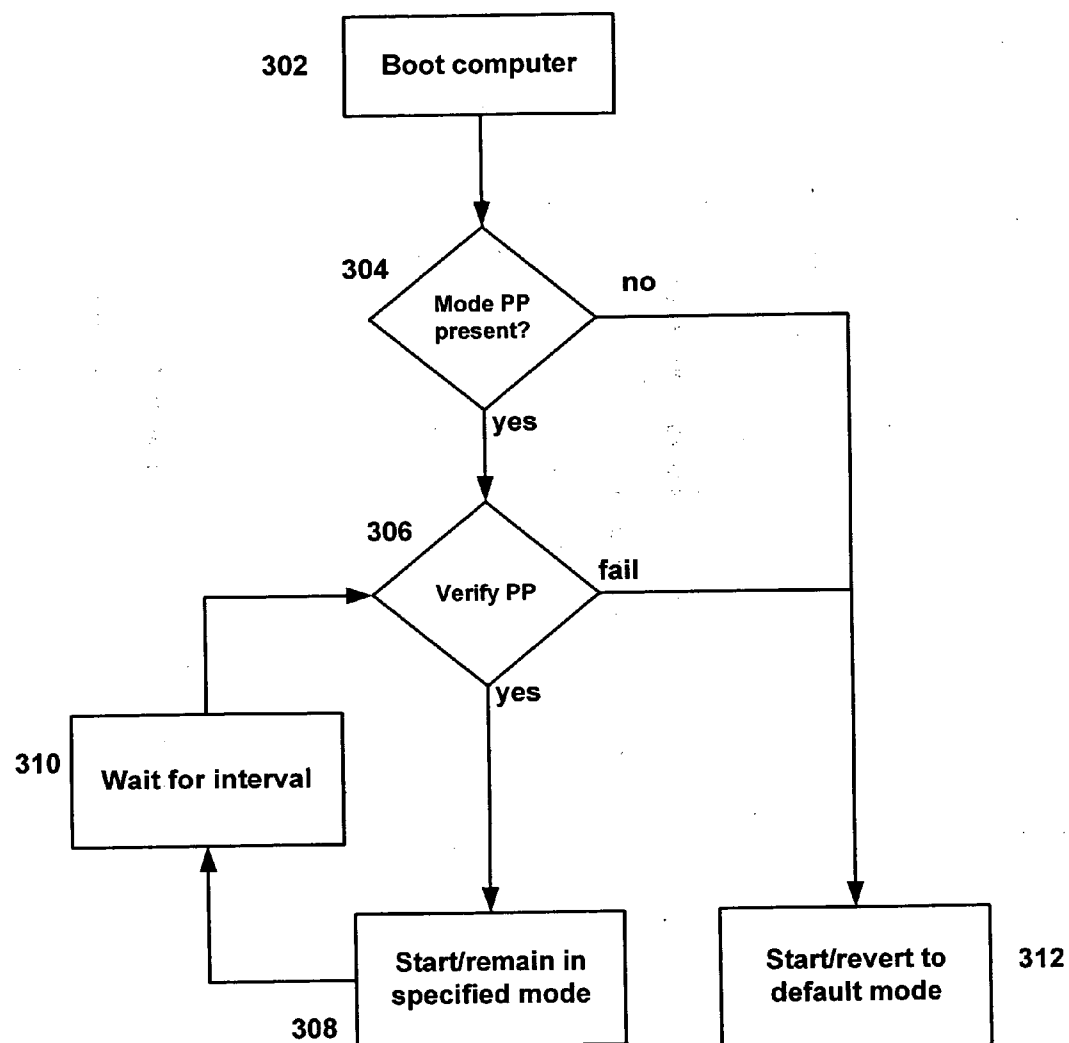 302
Boot computer
304
Mode PP
present?
no
yes
306
Verify PP
fail
yes
310
Wait for interval
Start/remain in
specified mode
308
Start/revert to
default mode
312